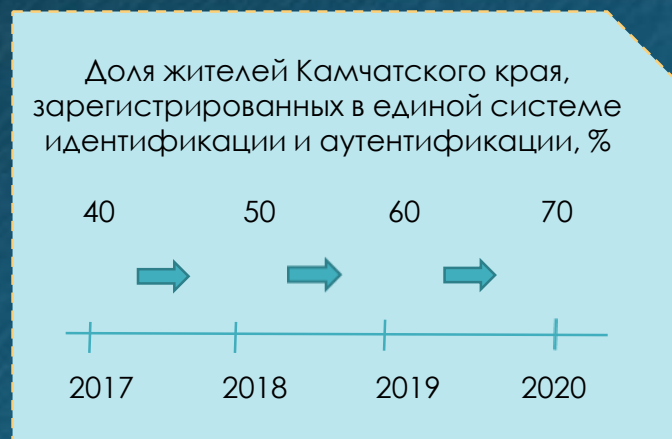 Доля жителей Камчатского края,
зарегистрированных в единой системе
идентификации и аутентификации, %
40 50 60 70
2017 2018 2019 2020